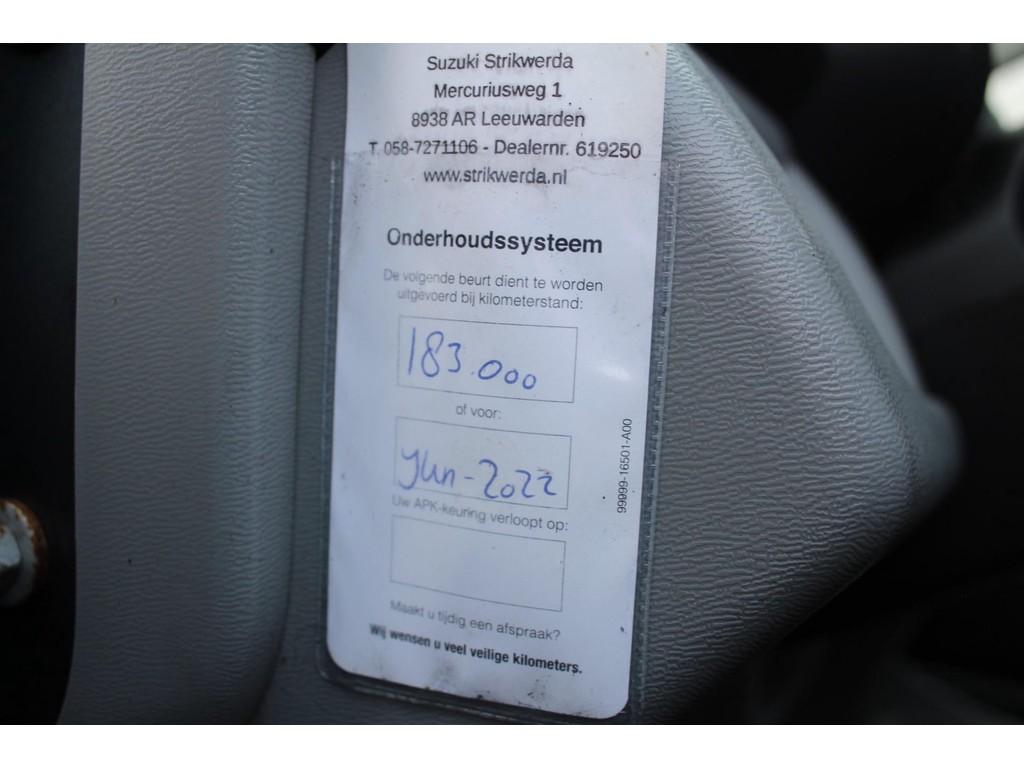 Suzuki Strikwerda
Mercuriusweg 1
8938 AR Leeuwarden
T. 058-7271106 - Dealernr. 619250
www.strikwerda.nl
Onderhoudssysteem
De volgende beurt dient te worden
uitgevoerd bij kilometerstand:
183.000
of voor:
jun-2022
Uw APK-keuring verloopt op:
Maakt u tijdig een afspraak?
Wij wensen u veel veilige kilometers.
99999-16501-A00